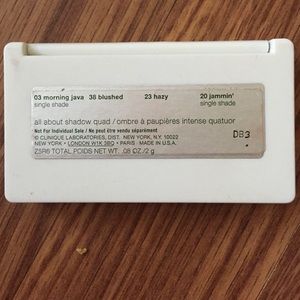 03 morning java 38 blushed 23 hazy 20 jammin'
single shade single shade
all about shadow quad / ombre à paupières intense quatuor
Not For Individual Sale / Ne peut être vendu séparément
© CLINIQUE LABORATORIES, DIST. NEW YORK, N.Y. 10022
NEW YORK • LONDON W1K 3BQ • PARIS • MADE IN U.S.A.
Z5R6 TOTAL POIDS NET WT. .08 OZ./2 g
DB3